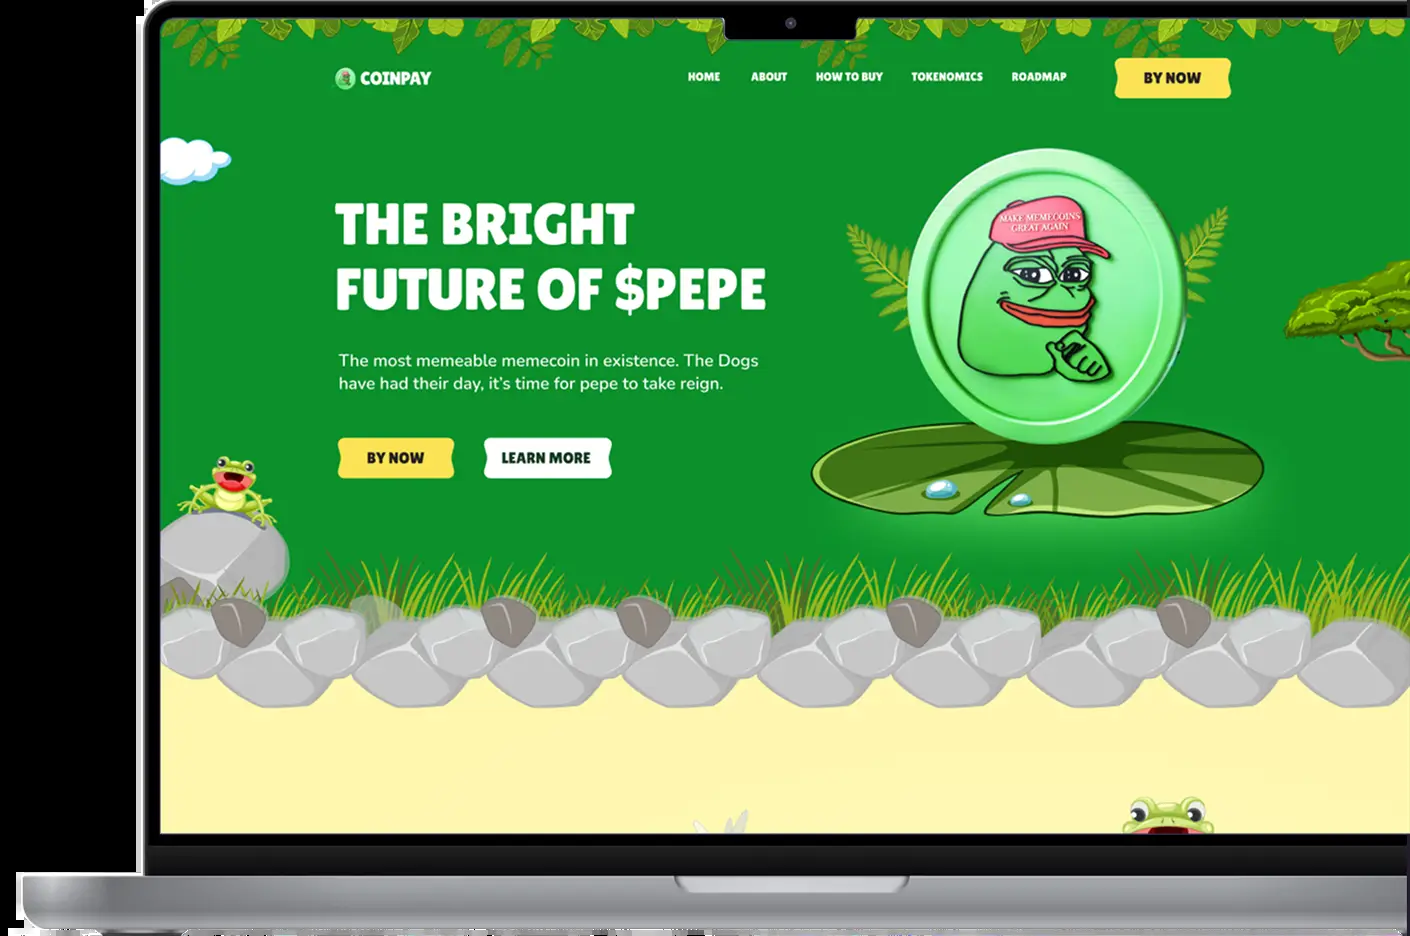 COINPAY
HOME ABOUT HOW TO BUY TOKENOMICS ROADMAP BY NOW
THE BRIGHT
FUTURE OF $PEPE
The most memeable memecoin in existence. The Dogs
have had their day, it's time for pepe to take reign.
BY NOW LEARN MORE
MAKE MEMECOINS
GREAT AGAIN